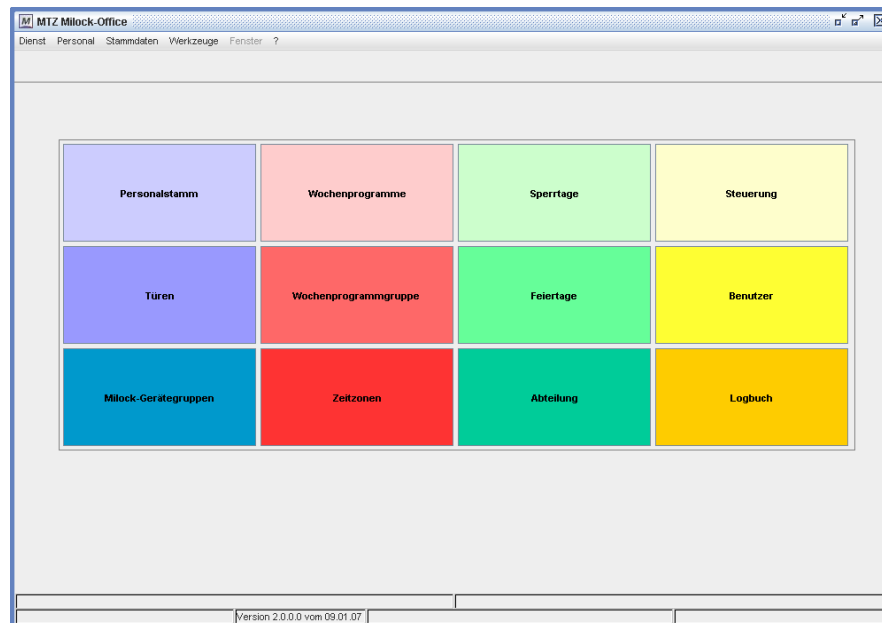 M MTZ Milock-Office
Dienst Personal Stammdaten Werkzeuge Fenster ?
Personalstamm Wochenprogramme Sperrtage Steuerung
Türen Wochenprogrammgruppe Feiertage Benutzer
Milock-Gerätegruppen Zeitzonen Abteilung Logbuch
Version 2.0.0.0 vom 09.01.07